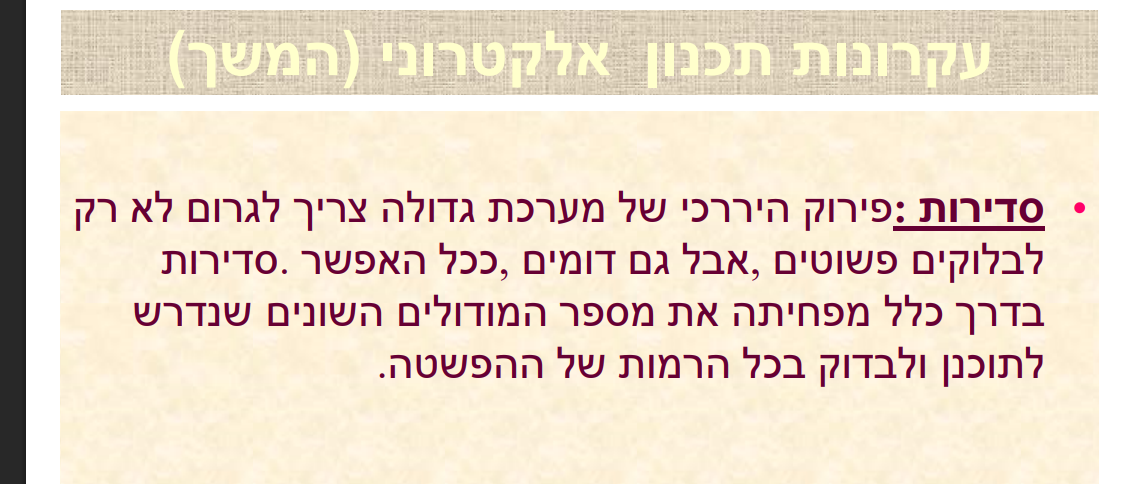 עקרונות תכנון אלקטרוני (המשך)
• סדירות :פירוק היררכי של מערכת גדולה צריך לגרום לא רק
לבלוקים פשוטים ,אבל גם דומים ,ככל האפשר .סדירות
בדרך כלל מפחיתה את מספר המודולים השונים שנדרש
לתוכנן ולבדוק בכל הרמות של ההפשטה.